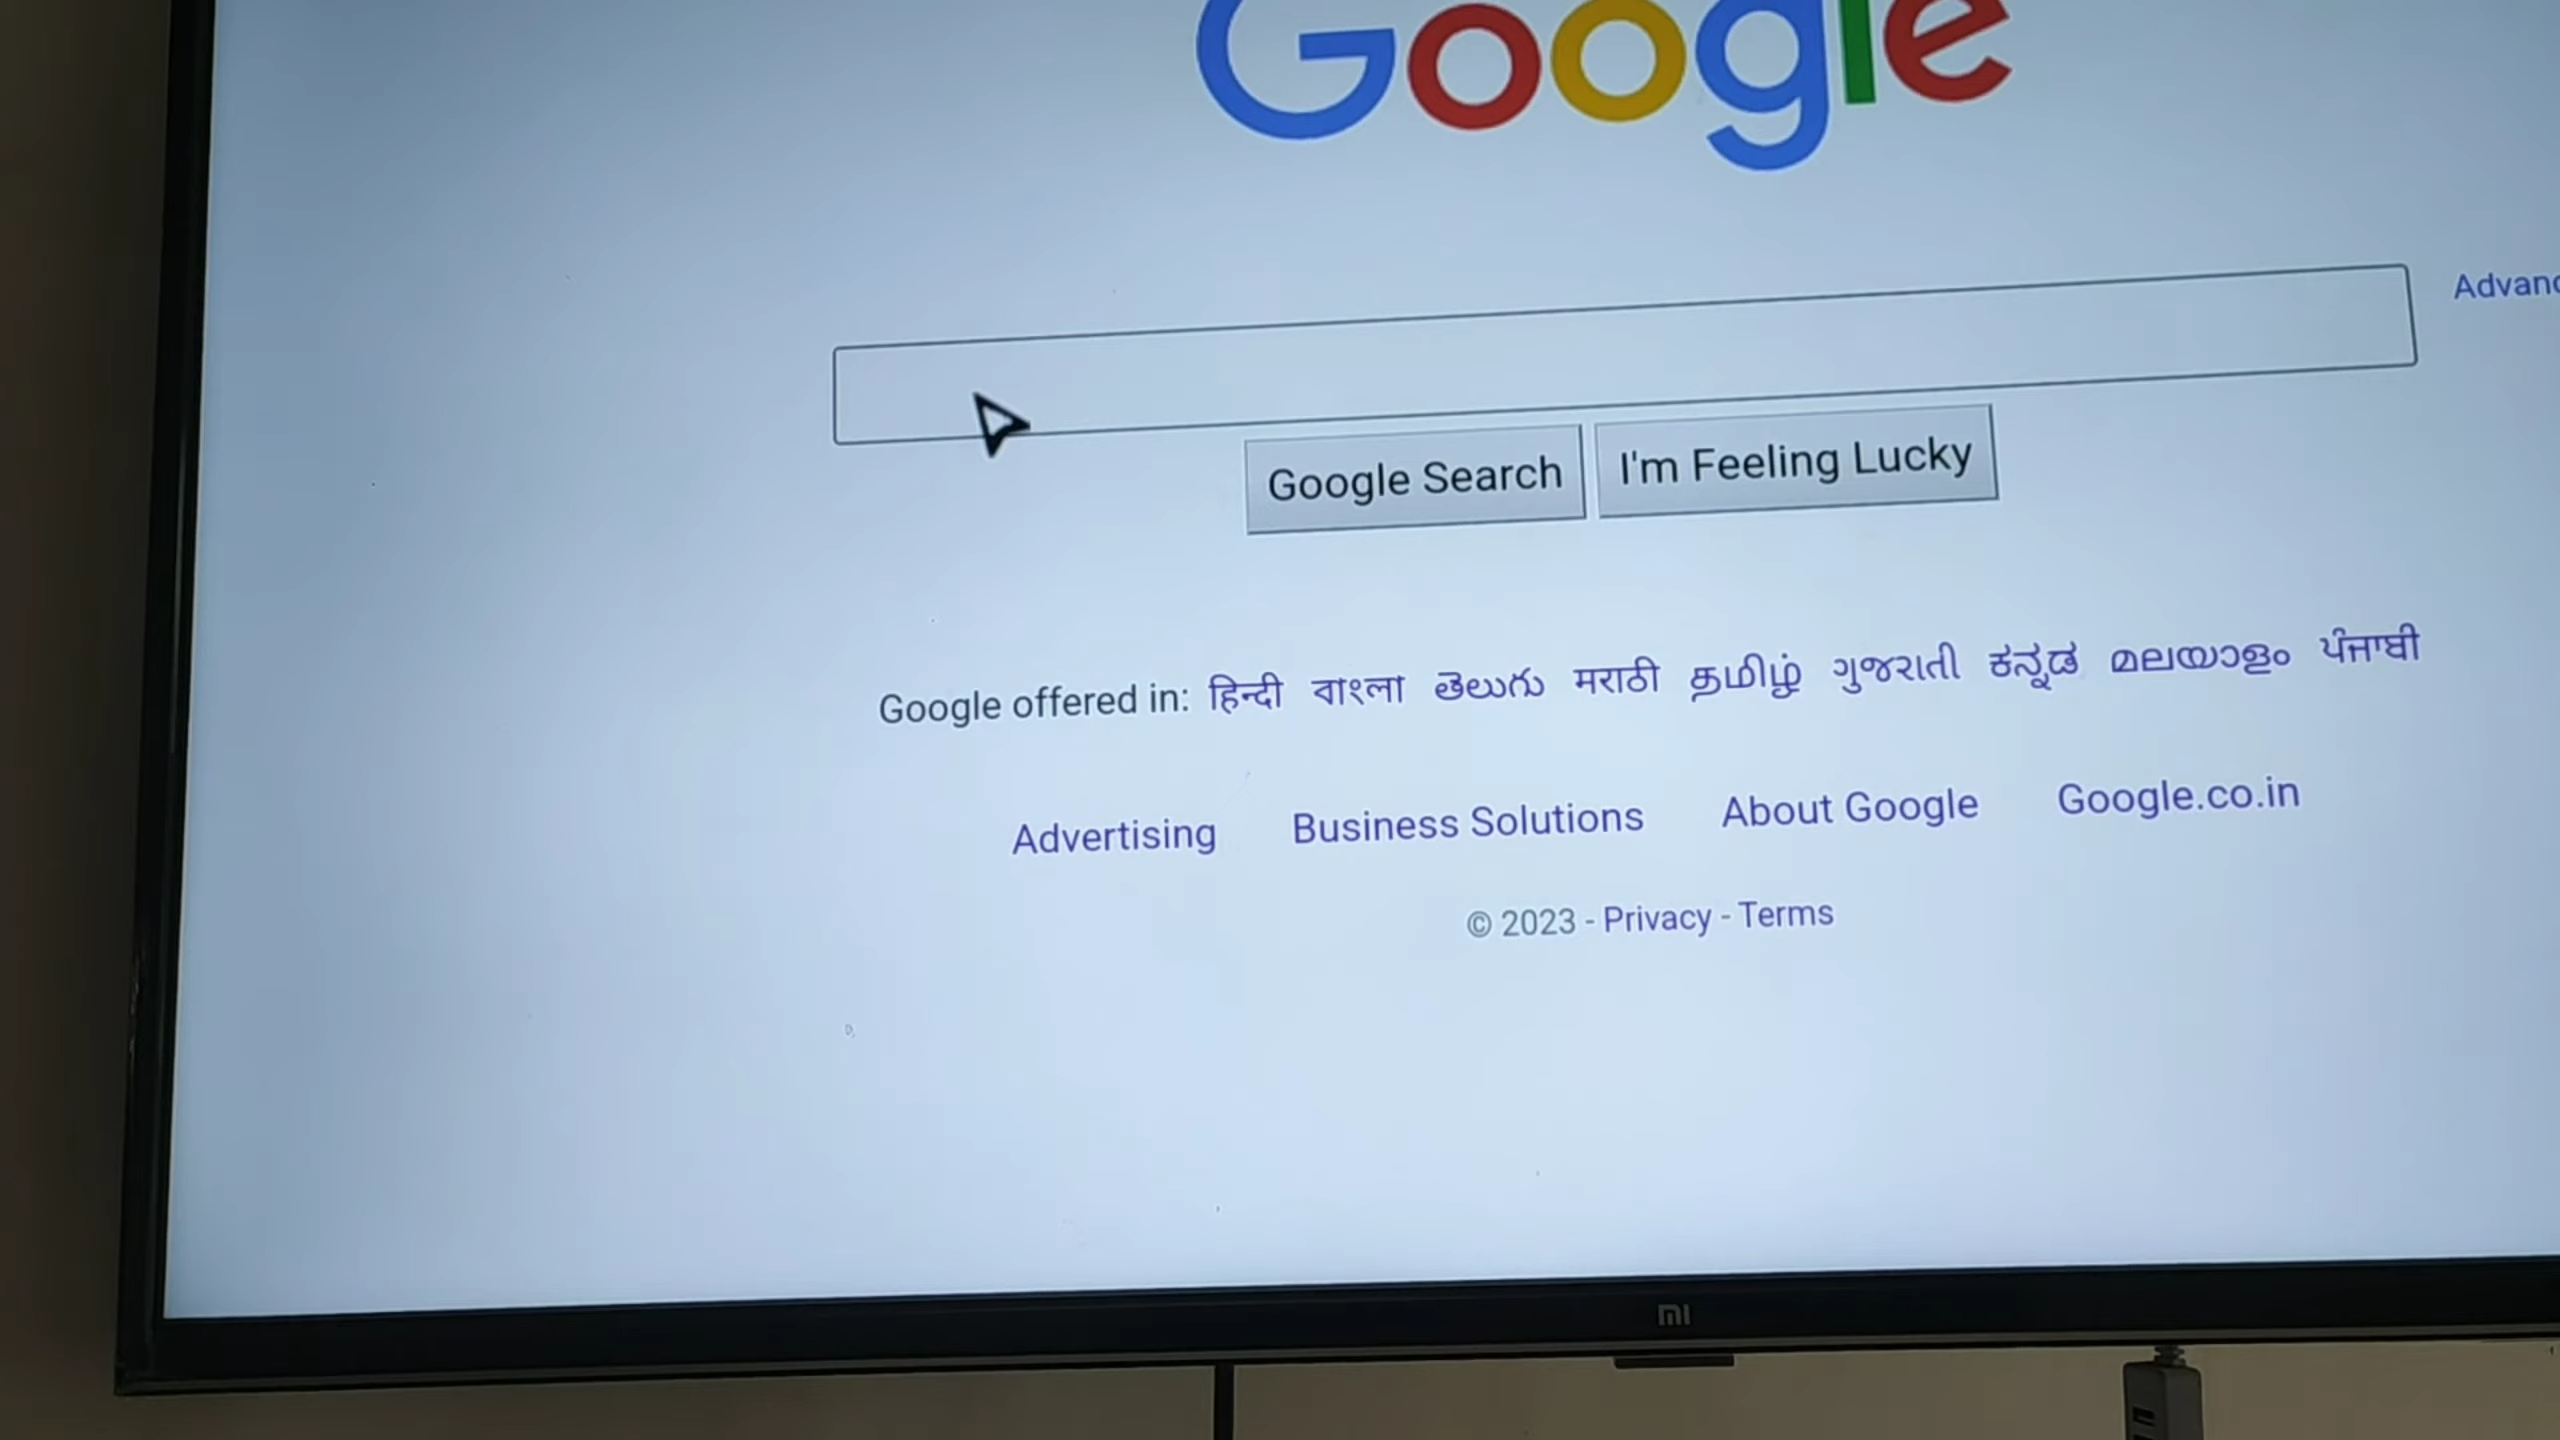 Google
Google Search I'm Feeling Lucky
Google offered in: हिन्दी বাংলা తెలుగు मराठी தமிழ் ગુજરાતી ಕನ್ನಡ മലയാളം ਪੰਜਾਬੀ
Advertising Business Solutions About Google Google.co.in
© 2023 - Privacy - Terms
mi